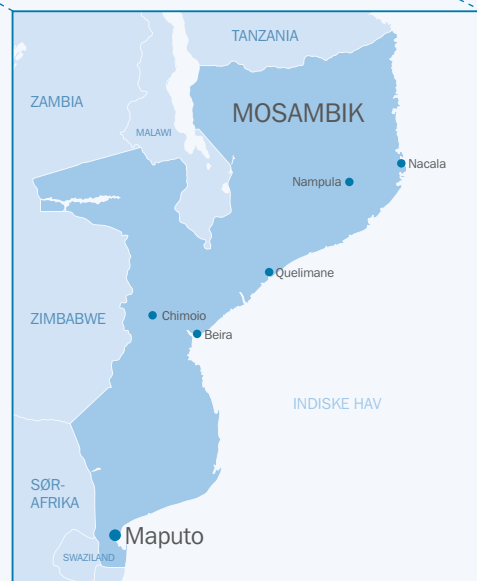 TANZANIA
ZAMBIA
MOSAMBIK
MALAWI
Nacala
Nampula
Quelimane
Chimoio
ZIMBABWE
Beira
INDISKE HAV
SØR-
AFRIKA
Maputo
SWAZILAND